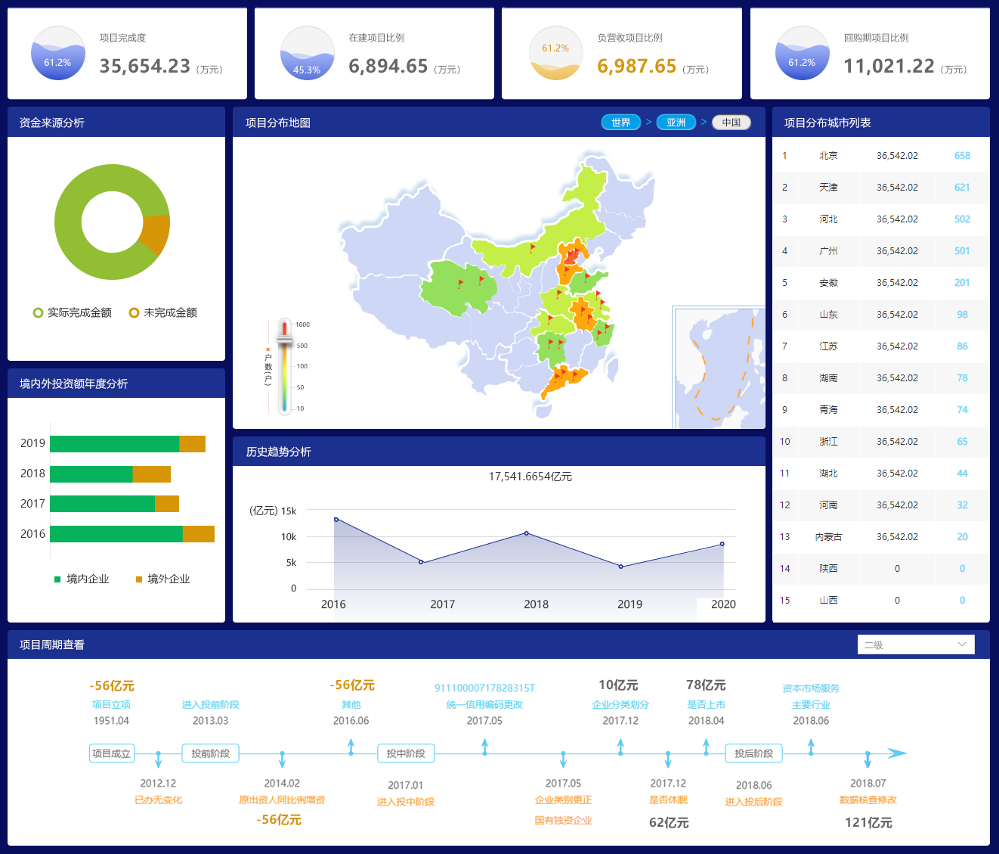 项目完成度
61.2%
35,654.23 (万元)
在建项目比例
45.3%
6,894.65 (万元)
负营收项目比例
61.2%
6,987.65 (万元)
回购期项目比例
61.2%
11,021.22 (万元)
资金来源分析
实际完成金额 未完成金额
境内外投资额年度分析
2019
2018
2017
2016
境内企业 境外企业
项目分布地图
世界 > 亚洲 > 中国
户数(户)
1000
500
100
50
10
历史趋势分析
17,541.6654亿元
(亿元) 15k
10k
5k
0
2016 2017 2018 2019 2020
项目分布城市列表
1 北京 36,542.02 658
2 天津 36,542.02 621
3 河北 36,542.02 502
4 广州 36,542.02 501
5 安徽 36,542.02 201
6 山东 36,542.02 98
7 江苏 36,542.02 86
8 湖南 36,542.02 78
9 青海 36,542.02 74
10 浙江 36,542.02 65
11 湖北 36,542.02 44
12 河南 36,542.02 32
13 内蒙古 36,542.02 20
14 陕西 0 0
15 山西 0 0
项目周期查看
二级
-56亿元 -56亿元 91110000717828315T 10亿元 78亿元 资本市场服务
项目立项 进入投前阶段 其他 统一信用编码更改 企业分类划分 是否上市 主要行业
1951.04 2013.03 2016.06 2017.05 2017.12 2018.04 2018.06
项目成立 投前阶段 投中阶段 投后阶段
2012.12 2014.02 2017.01 2017.05 2017.12 2018.06 2018.07
已办无变化 原出资人同比例增资 进入投中阶段 企业类别更正 是否休眠 进入投后阶段 数据核查修改
-56亿元 国有独资企业 62亿元 121亿元